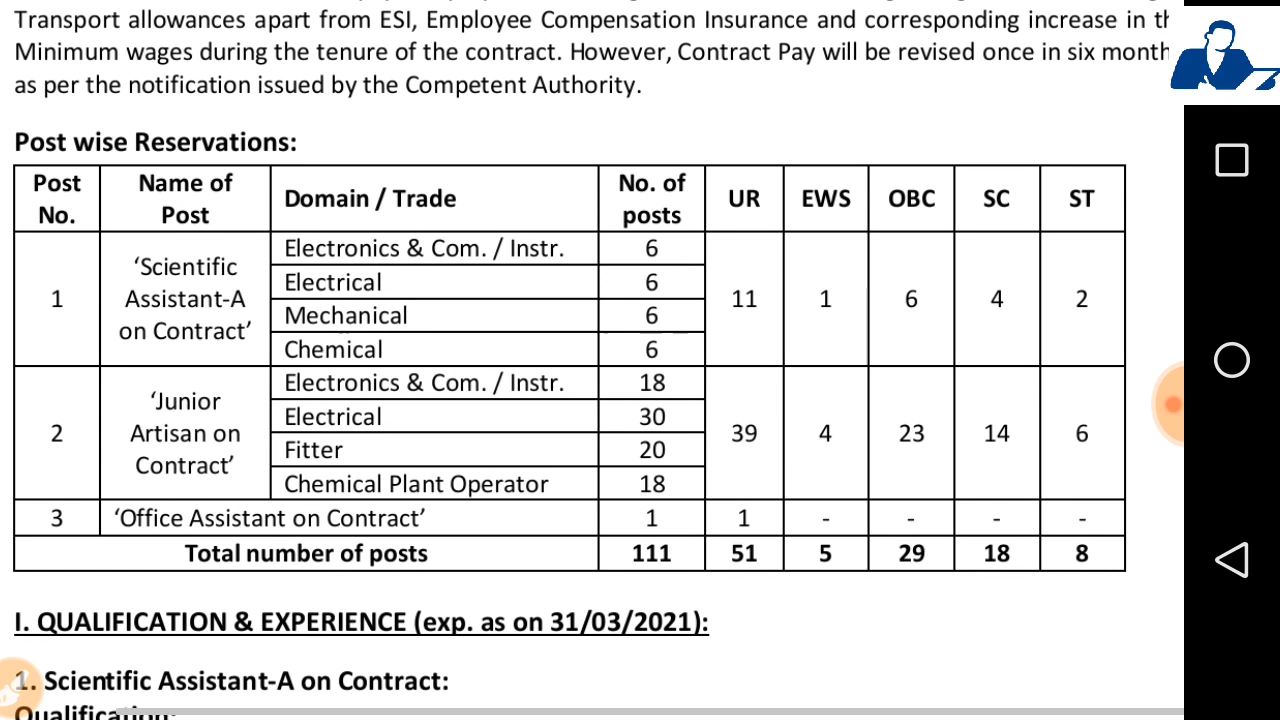 Transport allowances apart from ESI, Employee Compensation Insurance and corresponding increase in th
Minimum wages during the tenure of the contract. However, Contract Pay will be revised once in six month
as per the notification issued by the Competent Authority.
Post wise Reservations:
Post No. Name of Post Domain / Trade No. of posts UR EWS OBC SC ST
1 ‘Scientific Assistant-A on Contract’ 11 1 6 4 2
Electronics & Com. / Instr. 6
Electrical 6
Mechanical 6
Chemical 6
2 ‘Junior Artisan on Contract’ 39 4 23 14 6
Electronics & Com. / Instr. 18
Electrical 30
Fitter 20
Chemical Plant Operator 18
3 ‘Office Assistant on Contract’ 1 1 - - - -
Total number of posts 111 51 5 29 18 8
I. QUALIFICATION & EXPERIENCE (exp. as on 31/03/2021):
1. Scientific Assistant-A on Contract:
Qualification: